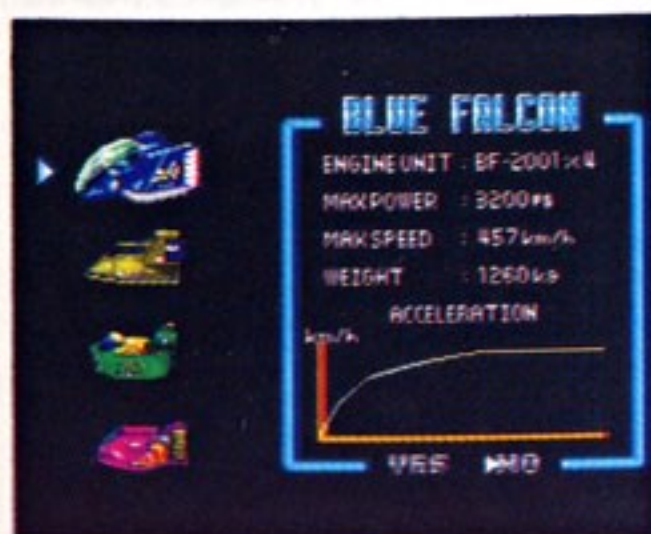 BLUE FALCON
ENGINE UNIT : BF-2001×4
MAX POWER : 3200ps
MAX SPEED : 457km/h
WEIGHT : 1260kg
ACCELERATION
km/h
YES ▶NO